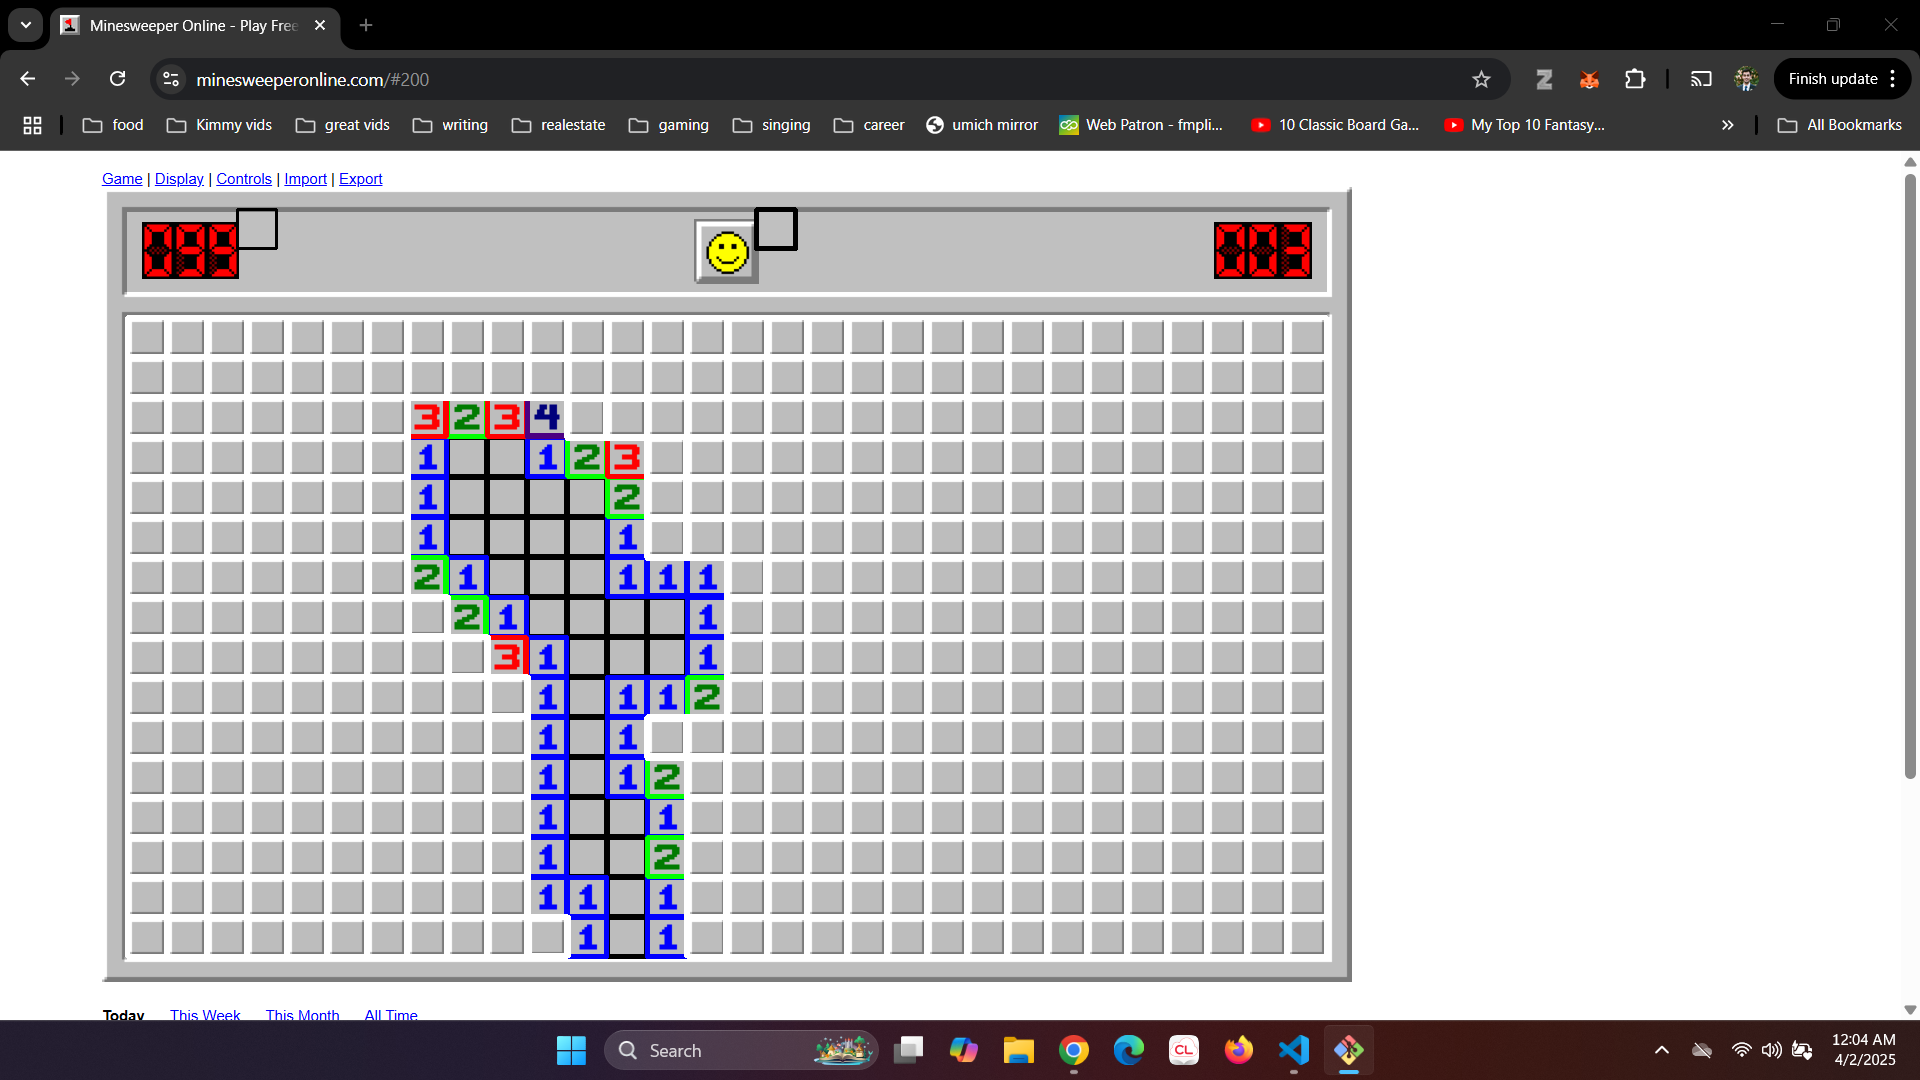 Minesweeper Online - Play Free
minesweeperonline.com/#200
Finish update
food
Kimmy vids
great vids
writing
realestate
gaming
singing
career
umich mirror
Web Patron - fmpli...
10 Classic Board Ga...
My Top 10 Fantasy...
»
All Bookmarks
Game | Display | Controls | Import | Export
3 2 3 4
1 1 2 3
1 2
1 1
2 1 1 1 1
2 1 1
3 1 1
1 1 1 2
1 1
1 1 2
1 1
1 2
1 1 1
1 1
Today This Week This Month All Time
Search
CL
12:04 AM
4/2/2025